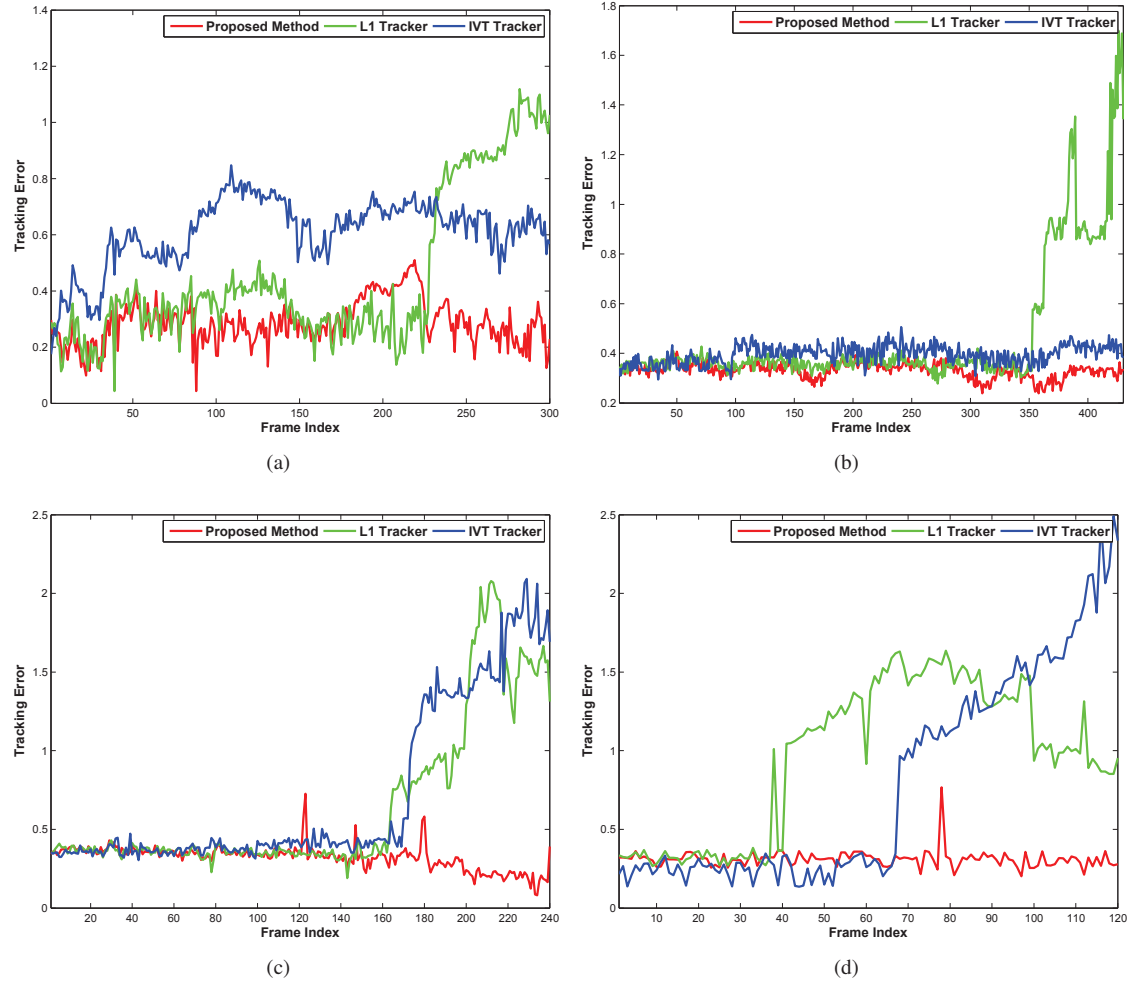 Proposed Method L1 Tracker IVT Tracker
1.4
1.2
1
0.8
0.6
0.4
0.2
0
Tracking Error
50 100 150 200 250 300
Frame Index
(a)
Proposed Method L1 Tracker IVT Tracker
1.8
1.6
1.4
1.2
1
0.8
0.6
0.4
0.2
Tracking Error
50 100 150 200 250 300 350 400
Frame Index
(b)
Proposed Method L1 Tracker IVT Tracker
2.5
2
1.5
1
0.5
0
Tracking Error
20 40 60 80 100 120 140 160 180 200 220 240
Frame Index
(c)
Proposed Method L1 Tracker IVT Tracker
2.5
2
1.5
1
0.5
0
Tracking Error
10 20 30 40 50 60 70 80 90 100 110 120
Frame Index
(d)